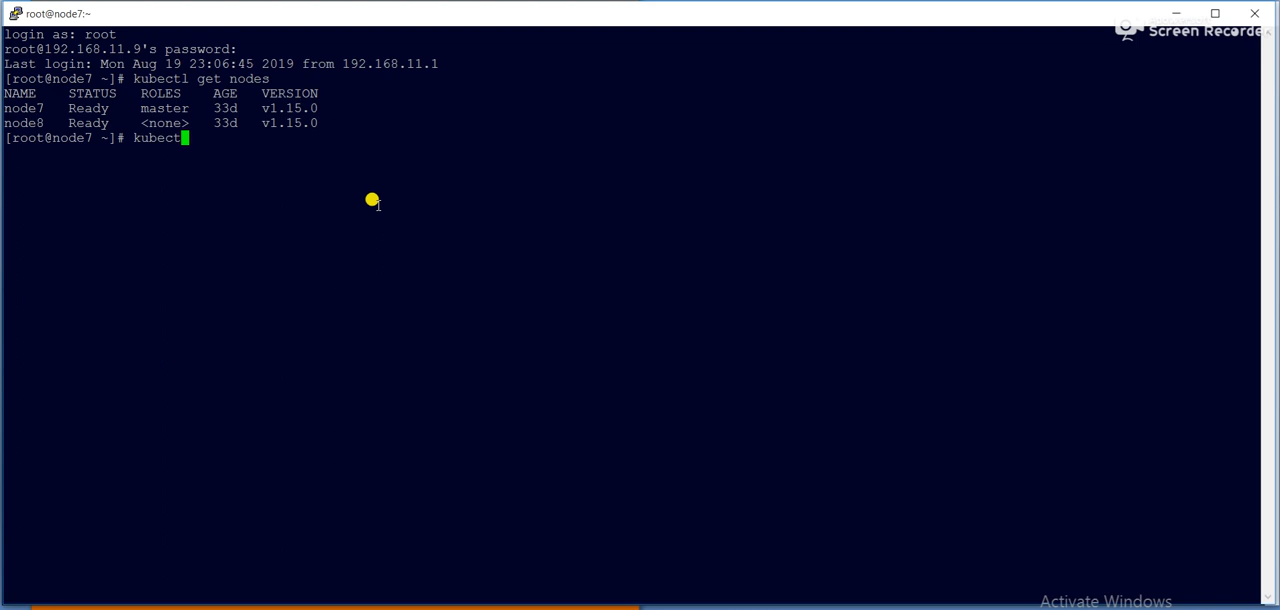 root@node7:~
Screen Recorde
login as: root
root@192.168.11.9's password:
Last login: Mon Aug 19 23:06:45 2019 from 192.168.11.1
[root@node7 ~]# kubectl get nodes
NAME STATUS ROLES AGE VERSION
node7 Ready master 33d v1.15.0
node8 Ready <none> 33d v1.15.0
[root@node7 ~]# kubect
Activate Windows